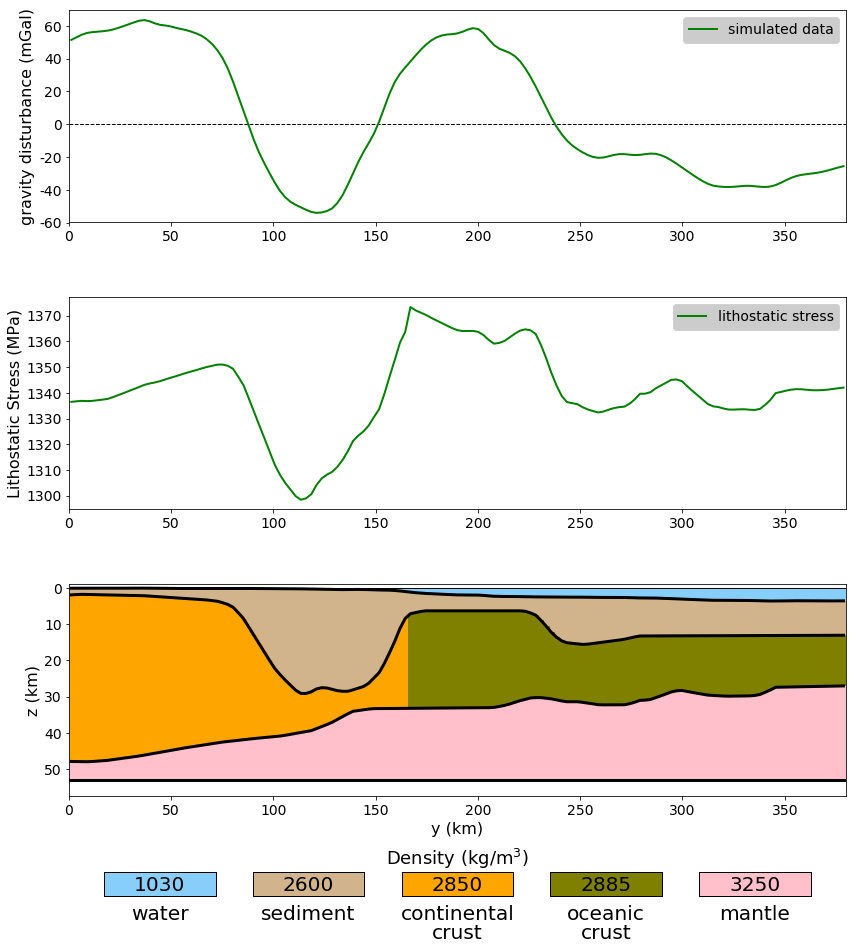 gravity disturbance (mGal)
60
40
20
0
-20
-40
-60
simulated data
0 50 100 150 200 250 300 350
Lithostatic Stress (MPa)
1370
1360
1350
1340
1330
1320
1310
1300
lithostatic stress
0 50 100 150 200 250 300 350
z (km)
0
10
20
30
40
50
0 50 100 150 200 250 300 350
y (km)
Density (kg/m³)
1030 2600 2850 2885 3250
water sediment continental oceanic mantle
crust crust